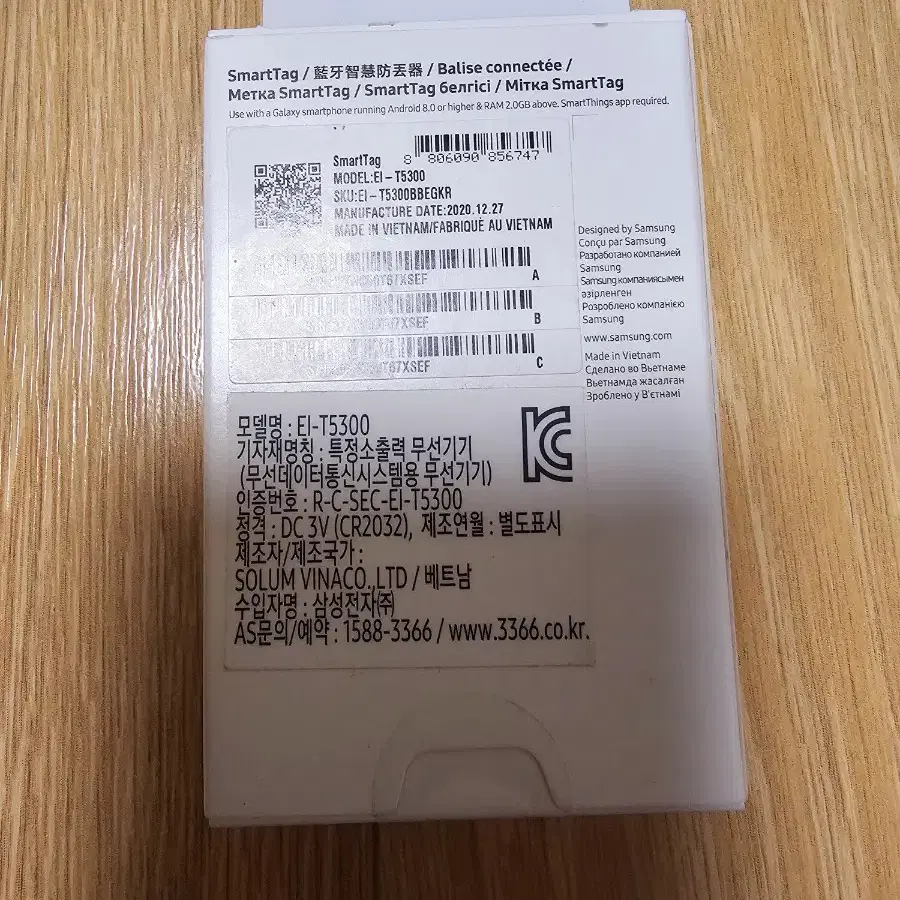 SmartTag / 藍牙智慧防丟器 / Balise connectée /
Метка SmartTag / SmartTag белгісі / Мітка SmartTag
Use with a Galaxy smartphone running Android 8.0 or higher & RAM 2.0GB above. SmartThings app required.
SmartTag
8 806090 856747
MODEL:EI-T5300
SKU:EI-T5300BBEGKR
MANUFACTURE DATE:2020.12.27
MADE IN VIETNAM/FABRIQUÉ AU VIETNAM
A
B
C
Designed by Samsung
Conçu par Samsung
Разработано компанией
Samsung
Samsung компаниясымен
әзірленген
Розроблено компанією
Samsung
www.samsung.com
Made in Vietnam
Сделано во Вьетнаме
Вьетнамда жасалған
Зроблено у В'єтнамі
모델명 : EI-T5300
기자재명칭 : 특정소출력 무선기기
(무선데이터통신시스템용 무선기기)
인증번호 : R-C-SEC-EI-T5300
정격 : DC 3V (CR2032), 제조연월 : 별도표시
제조자/제조국가 :
SOLUM VINA CO.,LTD / 베트남
수입자명 : 삼성전자㈜
AS문의/예약 : 1588-3366 / www.3366.co.kr.